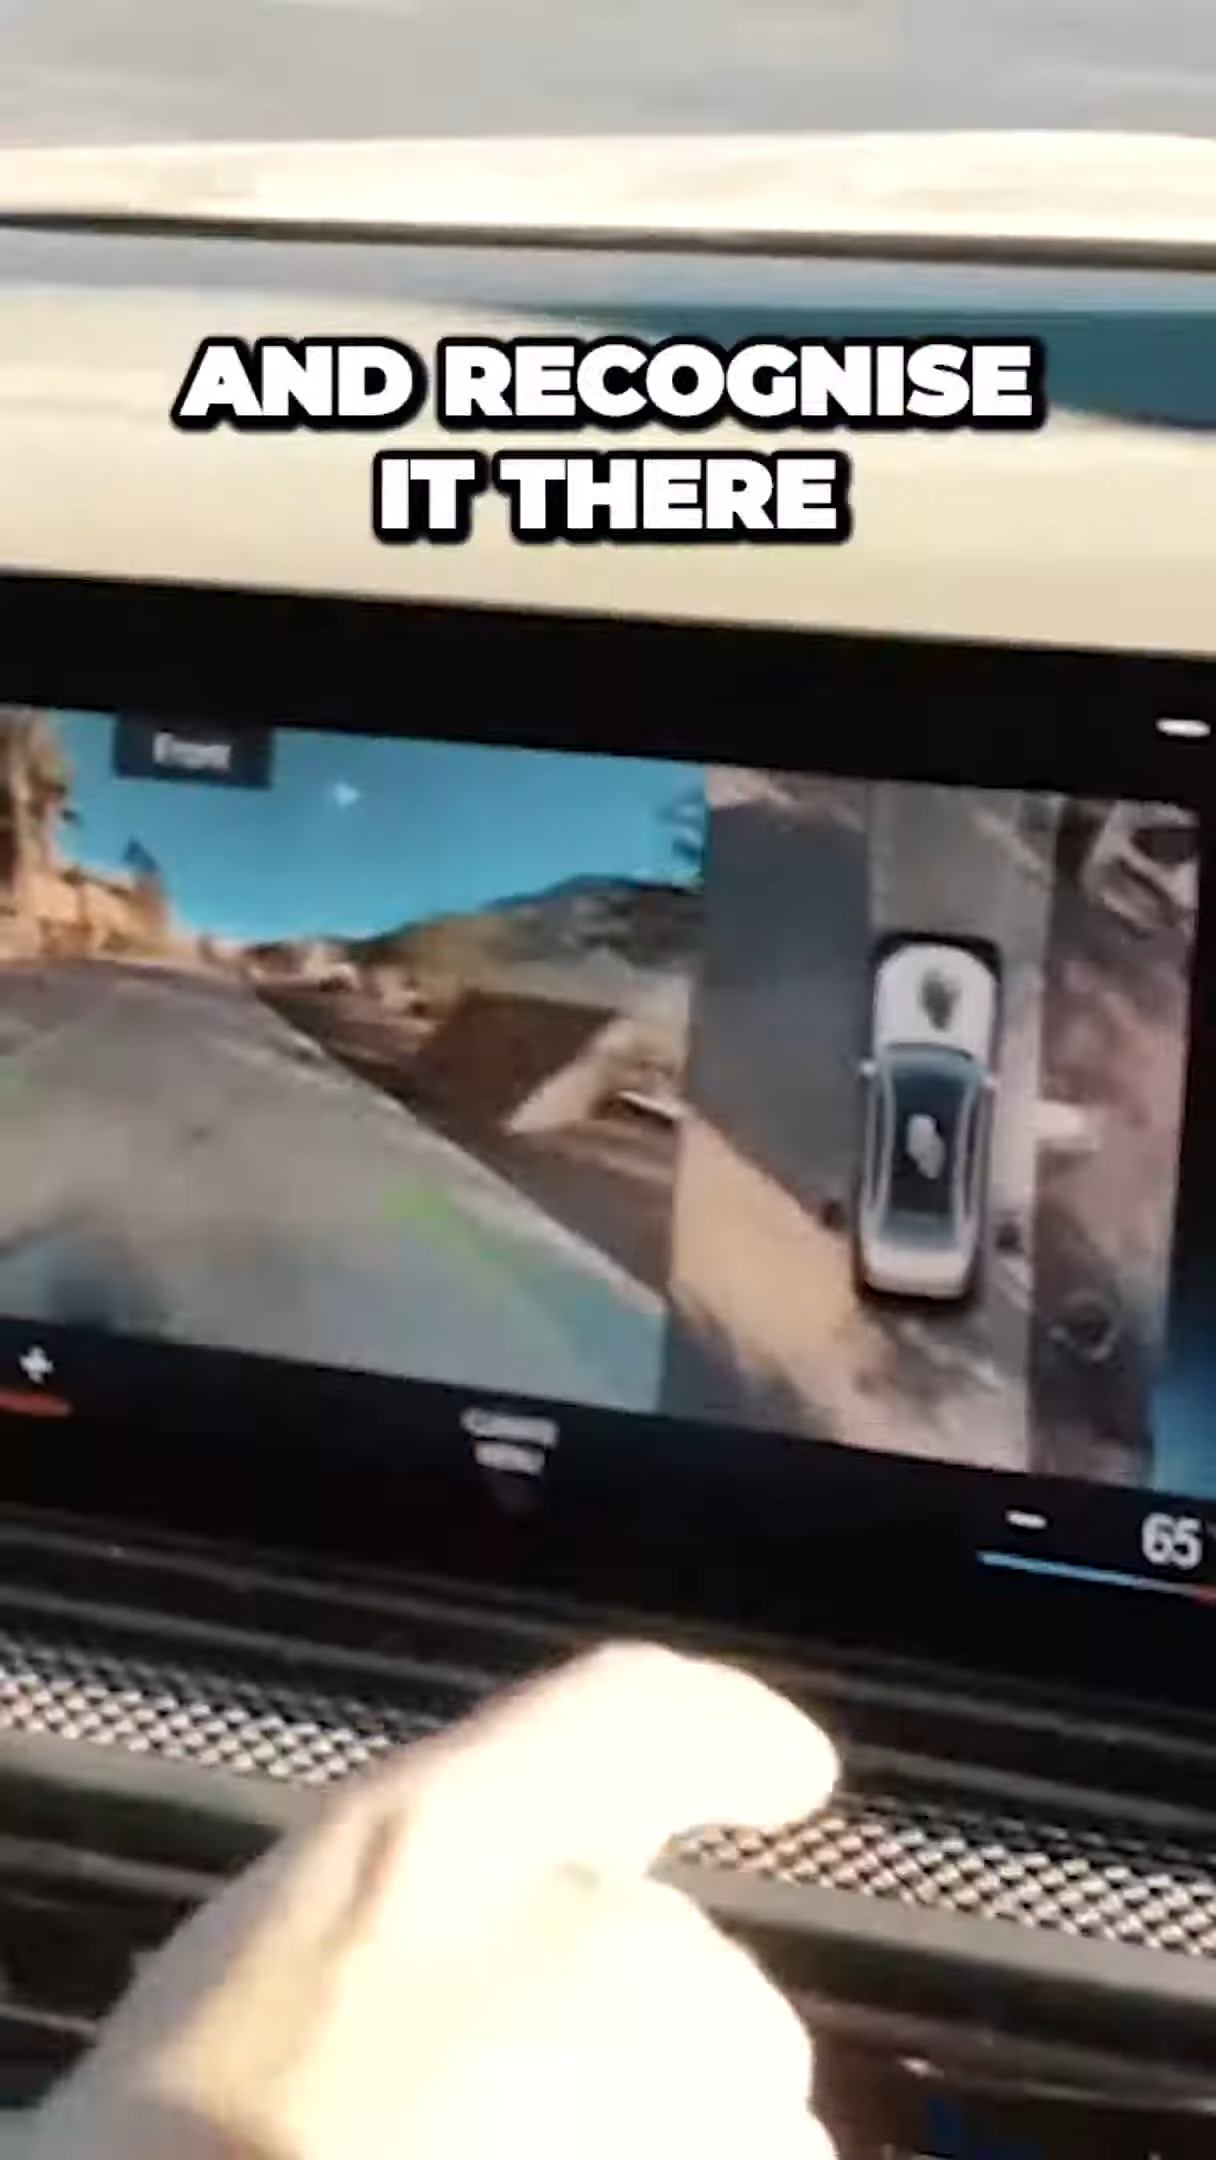 AND RECOGNISE
IT THERE
Front
+
-
65